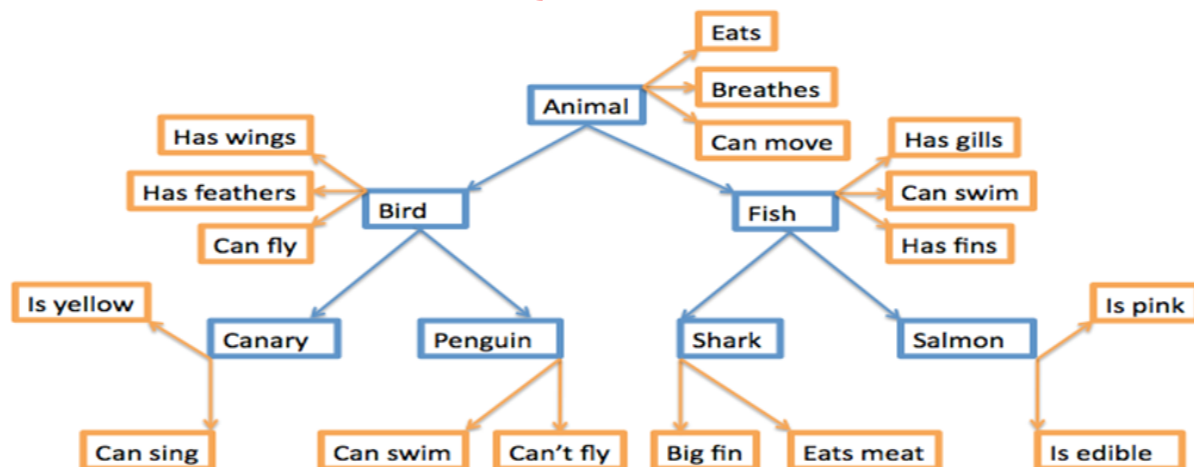 Eats
Animal
Breathes
Can move
Has wings
Has feathers
Can fly
Bird
Fish
Has gills
Can swim
Has fins
Is yellow
Canary
Penguin
Shark
Salmon
Is pink
Can sing
Can swim
Can't fly
Big fin
Eats meat
Is edible